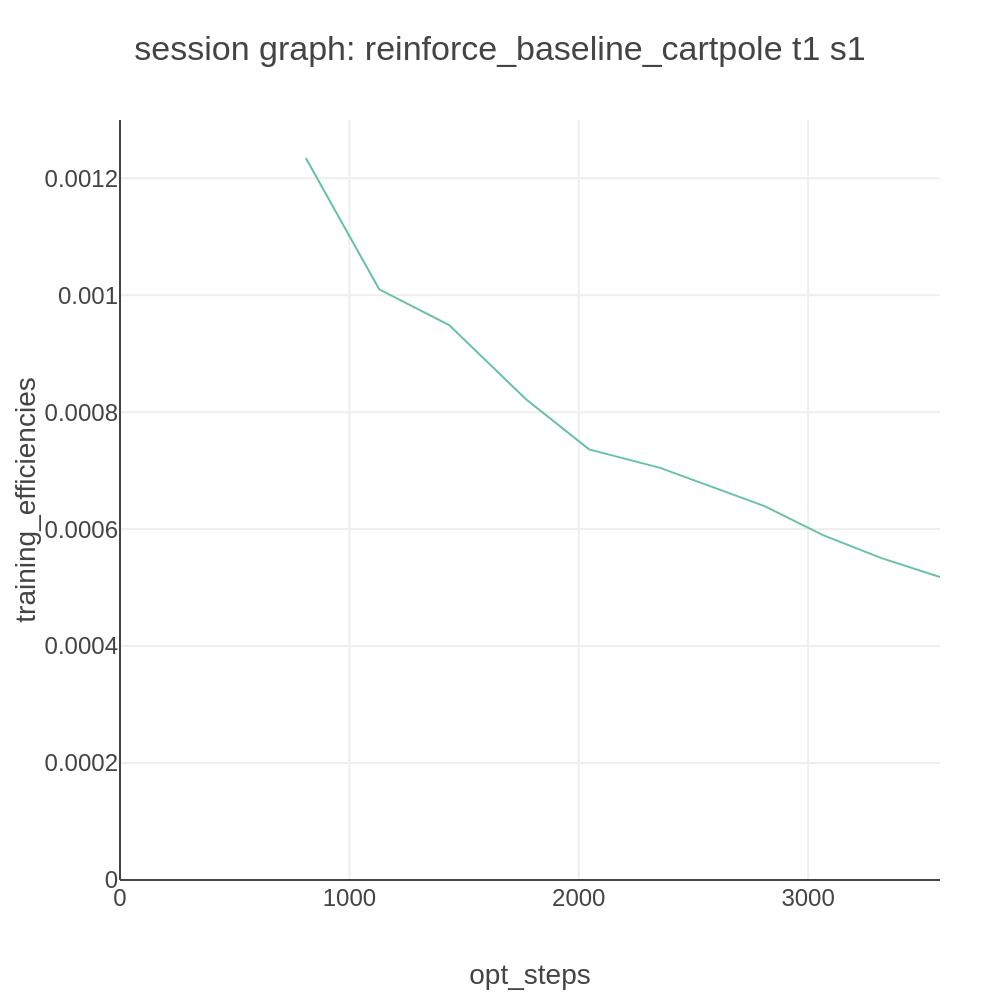 session graph: reinforce_baseline_cartpole t1 s1
training_efficiencies
0.0012
0.001
0.0008
0.0006
0.0004
0.0002
0
0 1000 2000 3000
opt_steps